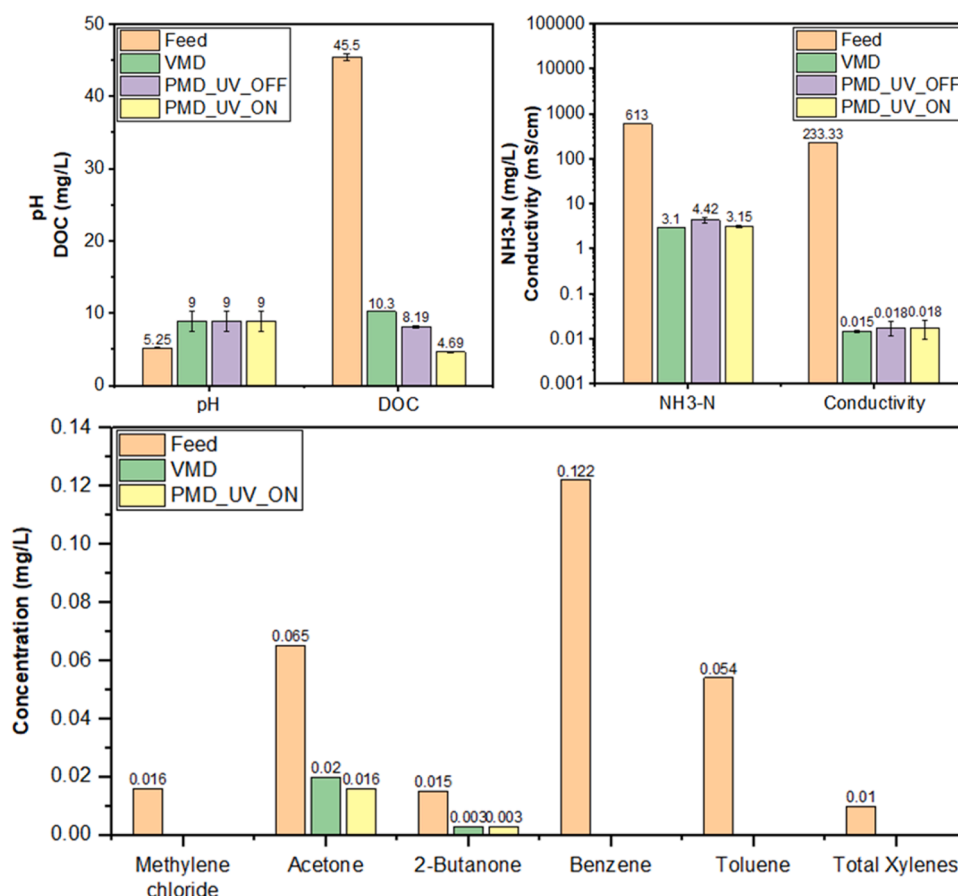 pH
DOC (mg/L)
50
40
30
20
10
0
Feed
VMD
PMD_UV_OFF
PMD_UV_ON
5.25
9
9
9
45.5
10.3
8.19
4.69
pH
DOC
NH3-N (mg/L)
Conductivity (mS/cm)
100000
10000
1000
100
10
1
0.1
0.01
0.001
Feed
VMD
PMD_UV_OFF
PMD_UV_ON
613
3.1
4.42
3.15
233.33
0.015
0.018
0.018
NH3-N
Conductivity
Concentration (mg/L)
0.14
0.12
0.10
0.08
0.06
0.04
0.02
0.00
Feed
VMD
PMD_UV_ON
0.016
0.065
0.02
0.016
0.015
0.003
0.003
0.122
0.054
0.01
Methylene
chloride
Acetone
2-Butanone
Benzene
Toluene
Total Xylenes